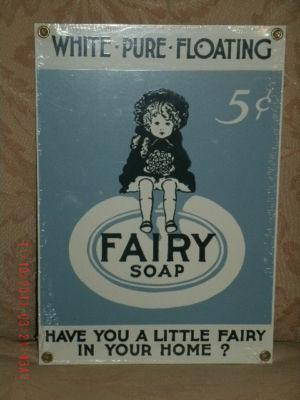 WHITE · PURE · FLOATING
5¢
FAIRY
SOAP
HAVE YOU A LITTLE FAIRY
IN YOUR HOME ?